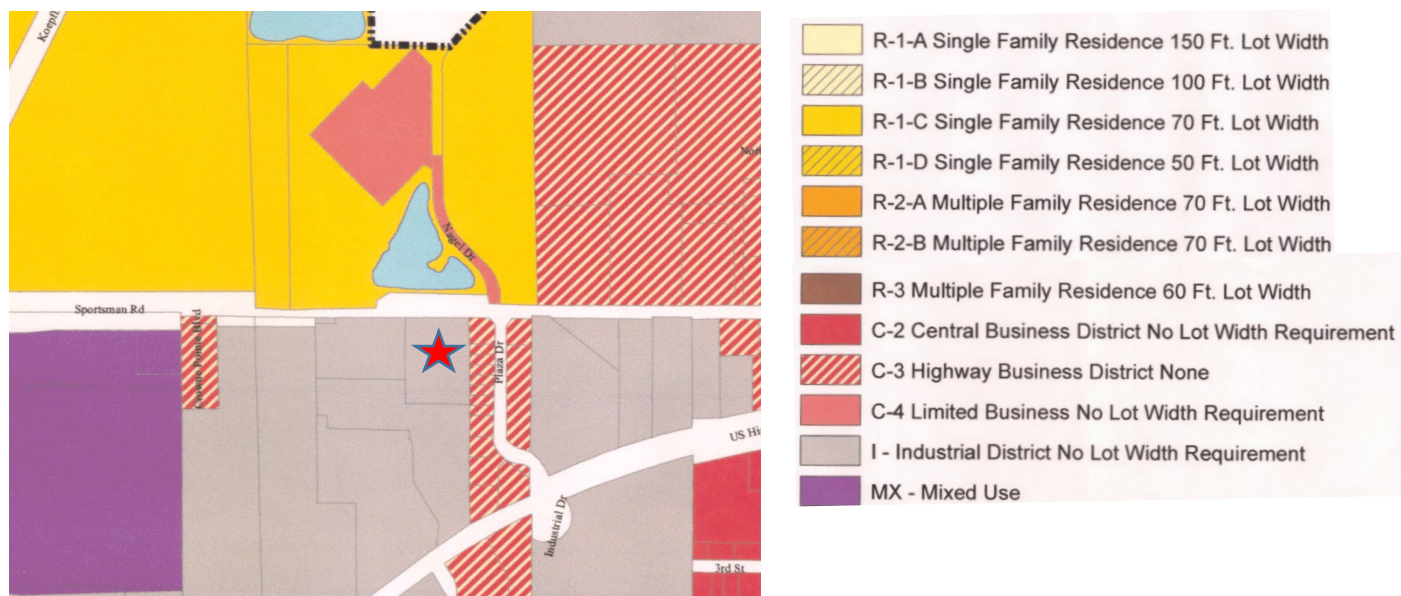 Koepfl
Nor
Nagel Dr
Sportsman Rd
Crowne Pointe Blvd
Plaza Dr
US Hi
Industrial Dr
3rd St
R-1-A Single Family Residence 150 Ft. Lot Width
R-1-B Single Family Residence 100 Ft. Lot Width
R-1-C Single Family Residence 70 Ft. Lot Width
R-1-D Single Family Residence 50 Ft. Lot Width
R-2-A Multiple Family Residence 70 Ft. Lot Width
R-2-B Multiple Family Residence 70 Ft. Lot Width
R-3 Multiple Family Residence 60 Ft. Lot Width
C-2 Central Business District No Lot Width Requirement
C-3 Highway Business District None
C-4 Limited Business No Lot Width Requirement
I - Industrial District No Lot Width Requirement
MX - Mixed Use